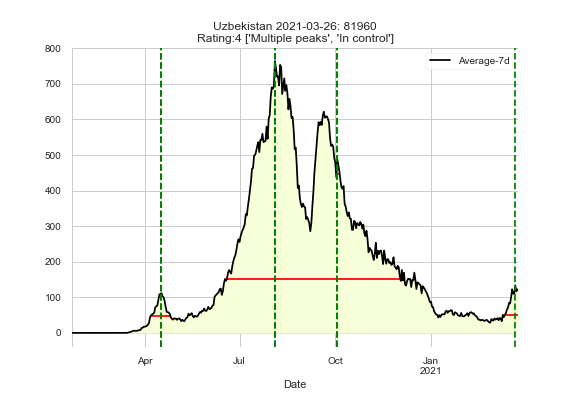 Uzbekistan 2021-03-26: 81960
Rating:4 ['Multiple peaks', 'In control']
Average-7d
800
700
600
500
400
300
200
100
0
Apr Jul Oct Jan
2021
Date